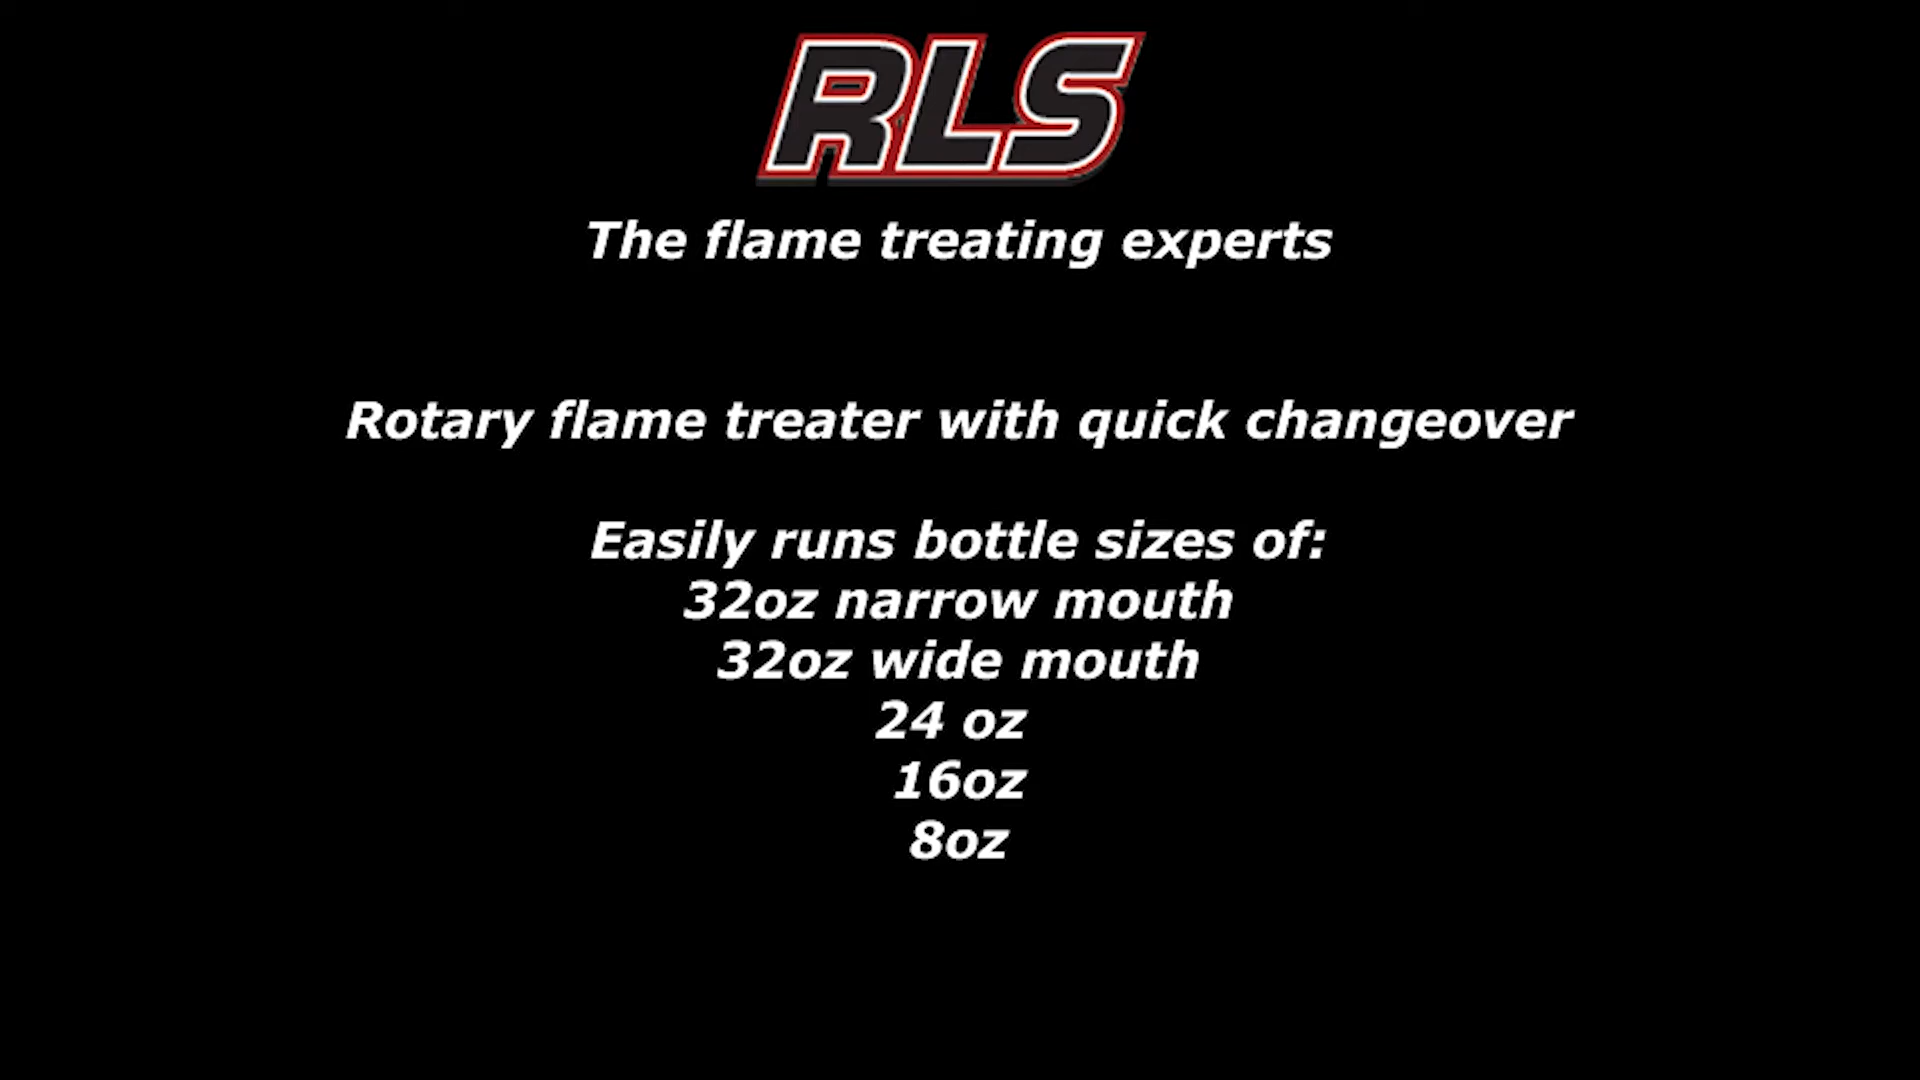 RLS
The flame treating experts
Rotary flame treater with quick changeover
Easily runs bottle sizes of:
32oz narrow mouth
32oz wide mouth
24 oz
16oz
8oz